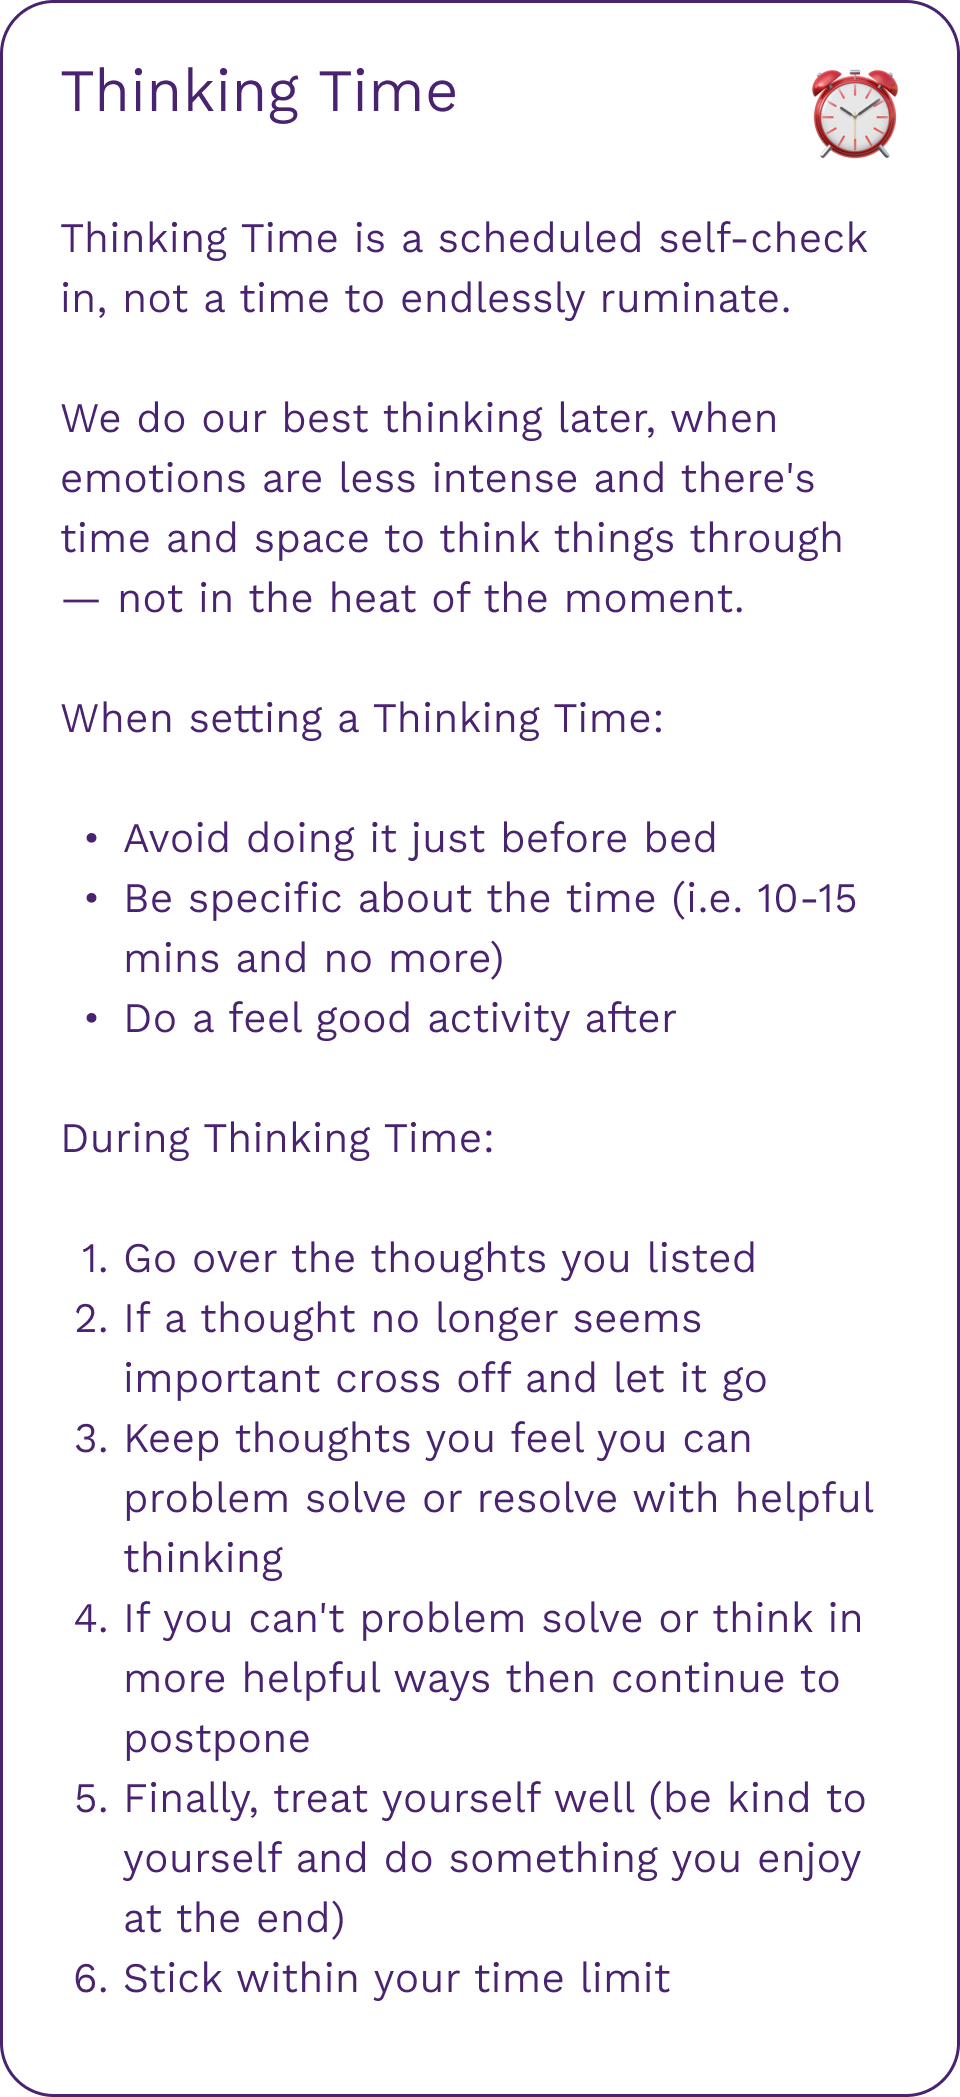 Thinking Time
Thinking Time is a scheduled self-check
in, not a time to endlessly ruminate.
We do our best thinking later, when
emotions are less intense and there's
time and space to think things through
— not in the heat of the moment.
When setting a Thinking Time:
• Avoid doing it just before bed
• Be specific about the time (i.e. 10-15
mins and no more)
• Do a feel good activity after
During Thinking Time:
1. Go over the thoughts you listed
2. If a thought no longer seems
important cross off and let it go
3. Keep thoughts you feel you can
problem solve or resolve with helpful
thinking
4. If you can't problem solve or think in
more helpful ways then continue to
postpone
5. Finally, treat yourself well (be kind to
yourself and do something you enjoy
at the end)
6. Stick within your time limit